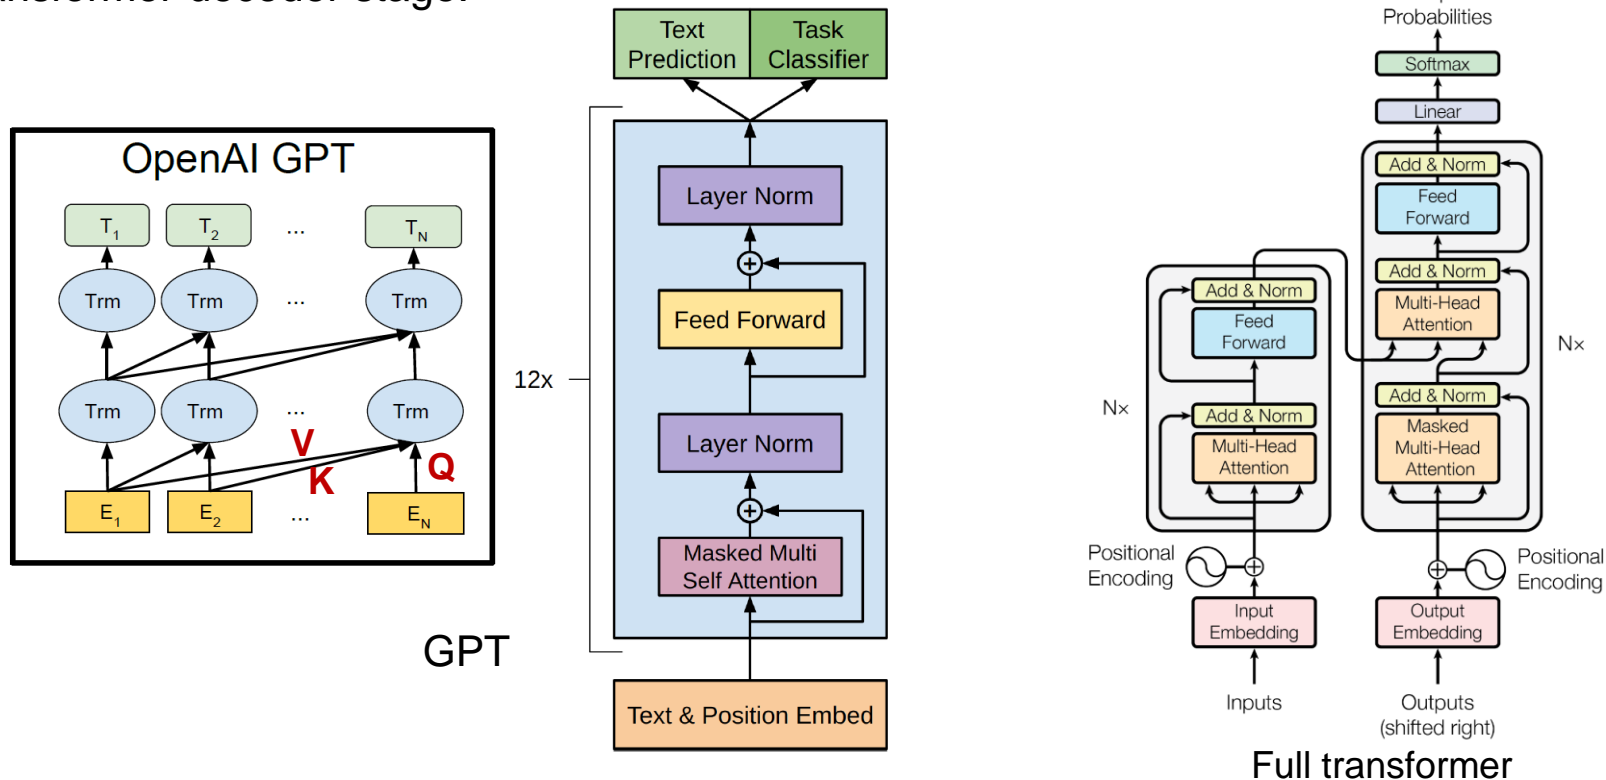 transformer decoder stage.
OpenAI GPT
T1 T2 ... TN
Trm Trm ... Trm
Trm Trm ... Trm
V
K
Q
E1 E2 ... EN
GPT
Text
Prediction
Task
Classifier
12x
Layer Norm
Feed Forward
Layer Norm
Masked Multi
Self Attention
Text & Position Embed
Probabilities
Softmax
Linear
Add & Norm
Feed
Forward
Add & Norm
Multi-Head
Attention
Add & Norm
Masked
Multi-Head
Attention
N×
Positional
Encoding
Output
Embedding
Outputs
(shifted right)
Add & Norm
Feed
Forward
Add & Norm
Multi-Head
Attention
N×
Positional
Encoding
Input
Embedding
Inputs
Full transformer